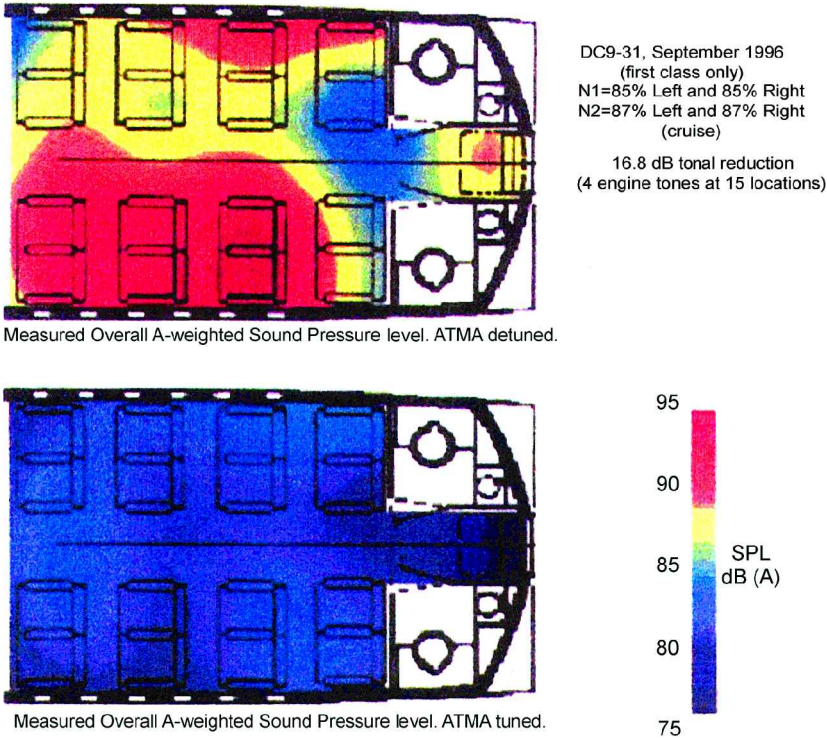 DC9-31, September 1996
(first class only)
N1=85% Left and 85% Right
N2=87% Left and 87% Right
(cruise)
16.8 dB tonal reduction
(4 engine tones at 15 locations)
Measured Overall A-weighted Sound Pressure level. ATMA detuned.
95
90
85
80
75
SPL
dB (A)
Measured Overall A-weighted Sound Pressure level. ATMA tuned.